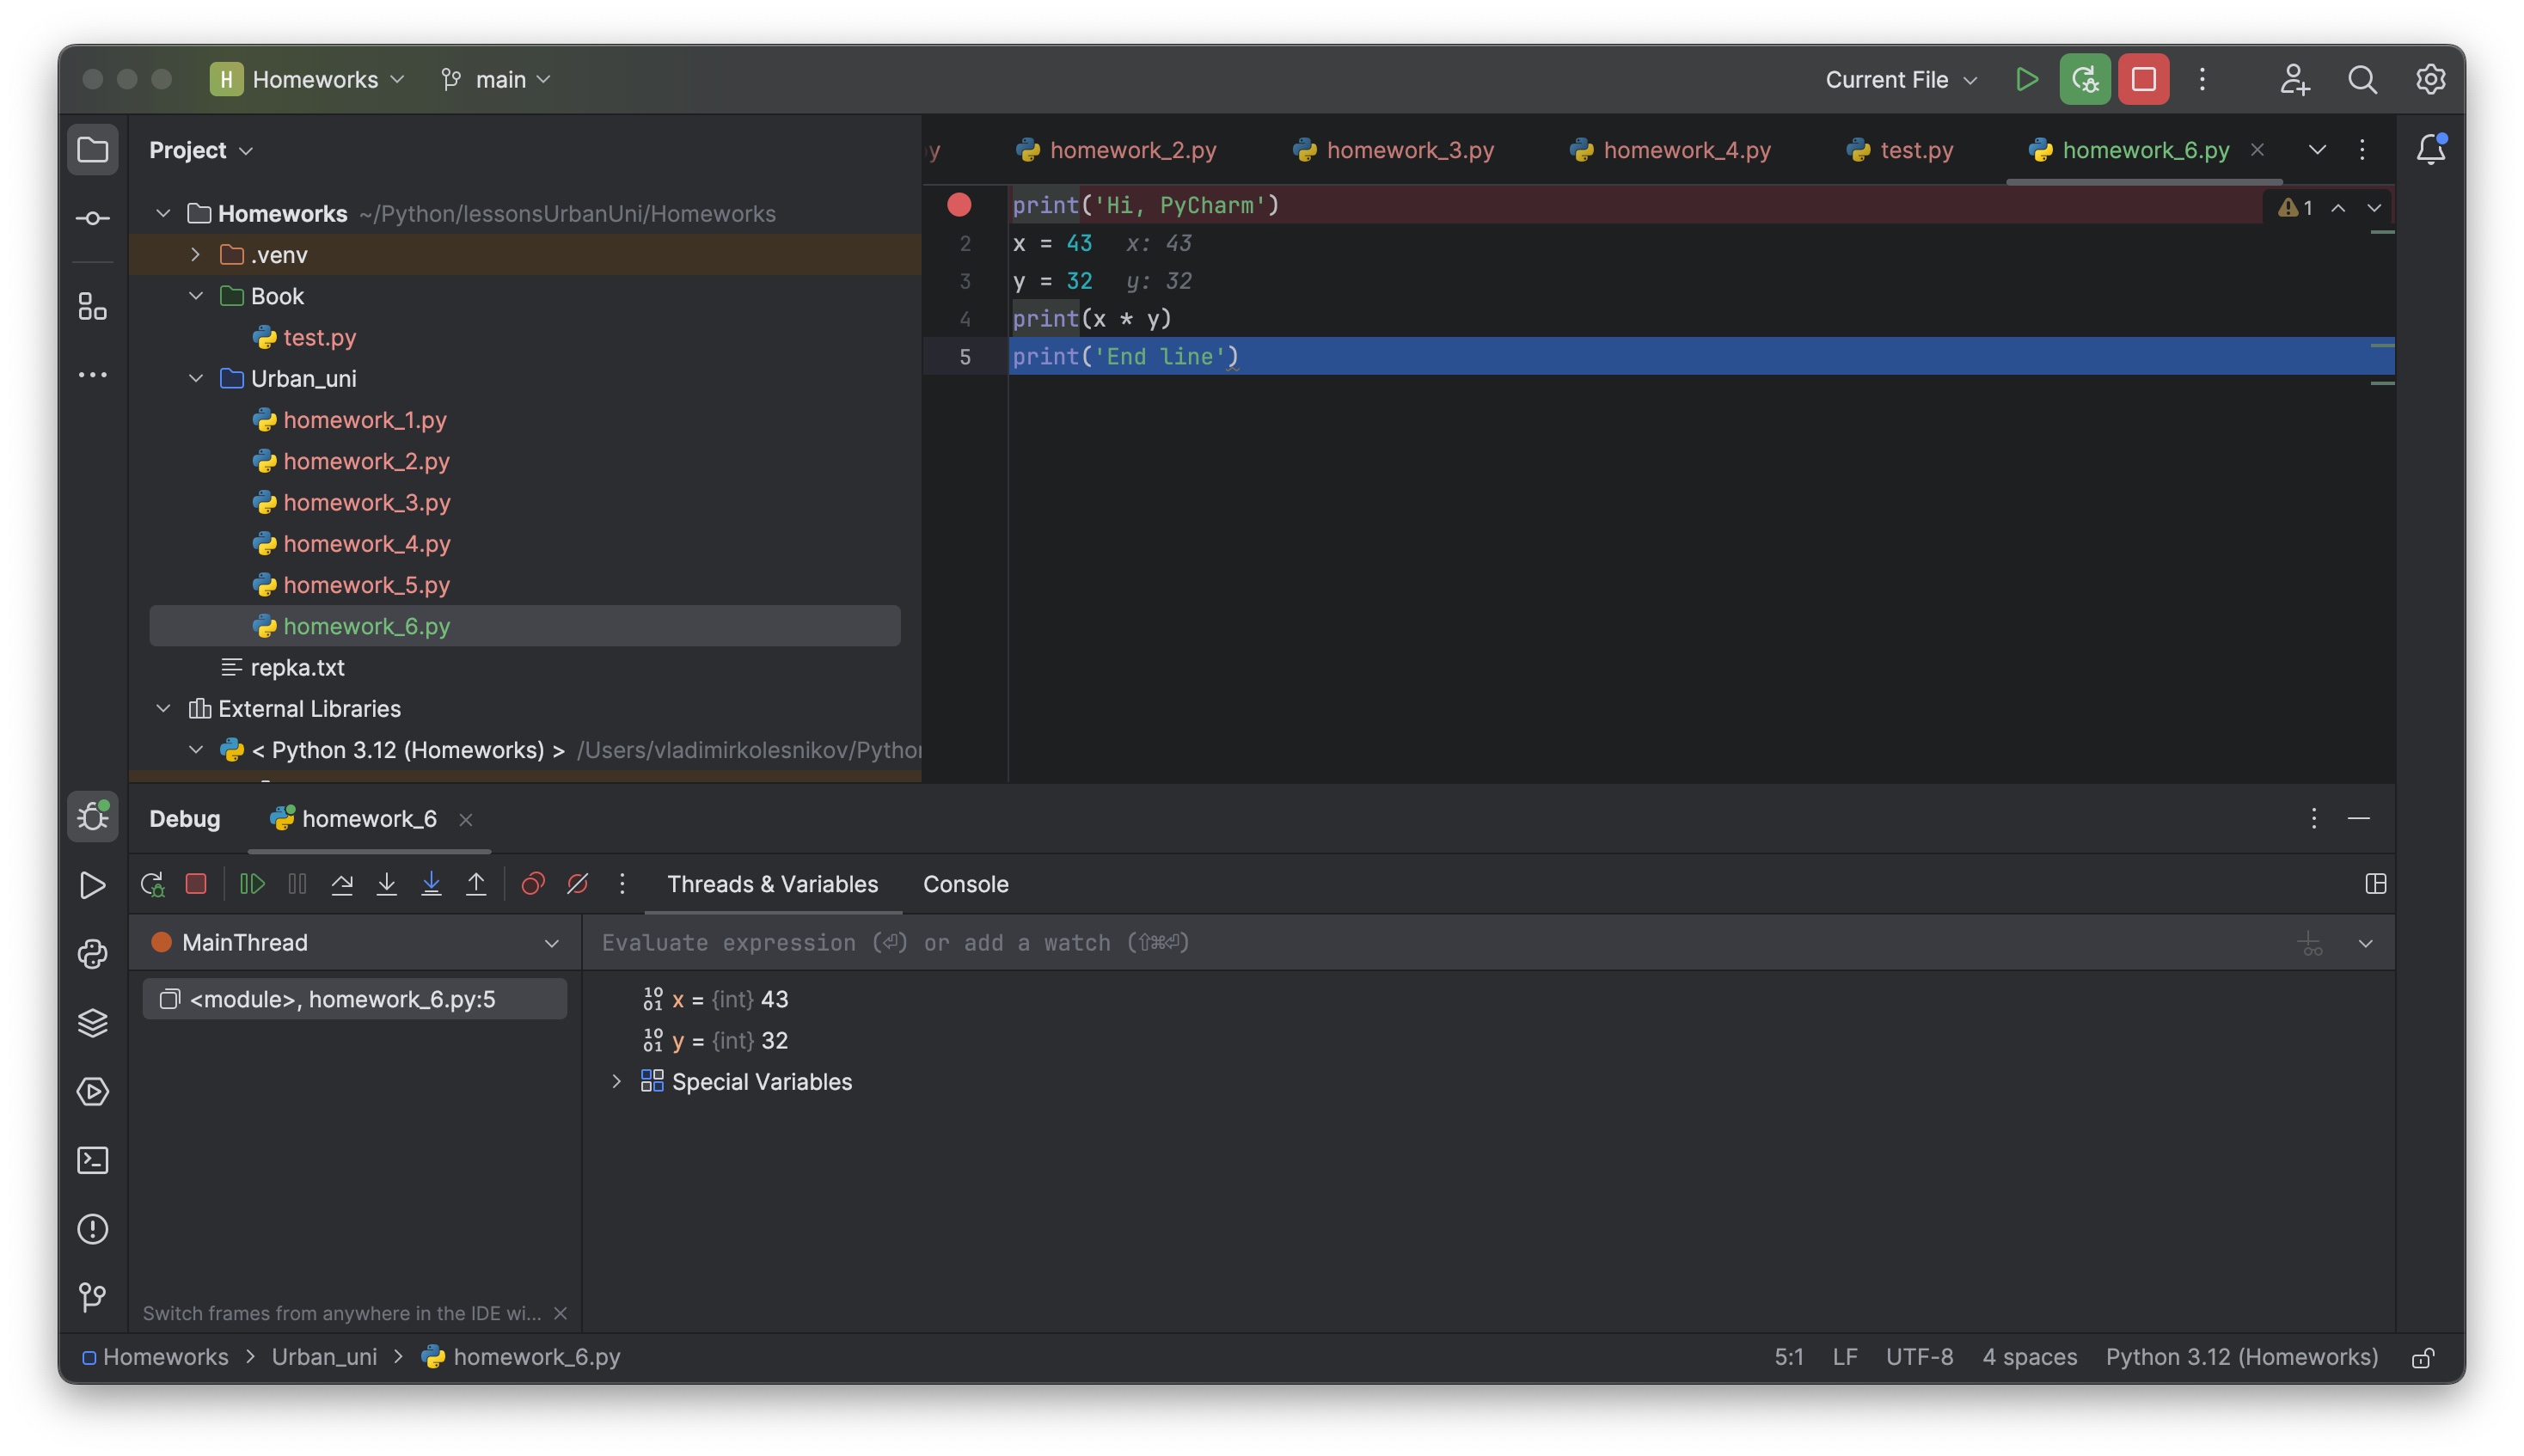 H Homeworks main Current File
Project
Homeworks ~/Python/lessonsUrbanUni/Homeworks
.venv
Book
test.py
Urban_uni
homework_1.py
homework_2.py
homework_3.py
homework_4.py
homework_5.py
homework_6.py
repka.txt
External Libraries
< Python 3.12 (Homeworks) > /Users/vladimirkolesnikov/Python
y homework_2.py homework_3.py homework_4.py test.py homework_6.py
print('Hi, PyCharm') 1
2 x = 43 x: 43
3 y = 32 y: 32
4 print(x * y)
5 print('End line')
Debug homework_6
Threads & Variables Console
MainThread
Evaluate expression (⏎) or add a watch (⇧⌘⏎)
<module>, homework_6.py:5
x = {int} 43
y = {int} 32
Special Variables
Switch frames from anywhere in the IDE wi...
Homeworks > Urban_uni > homework_6.py 5:1 LF UTF-8 4 spaces Python 3.12 (Homeworks)